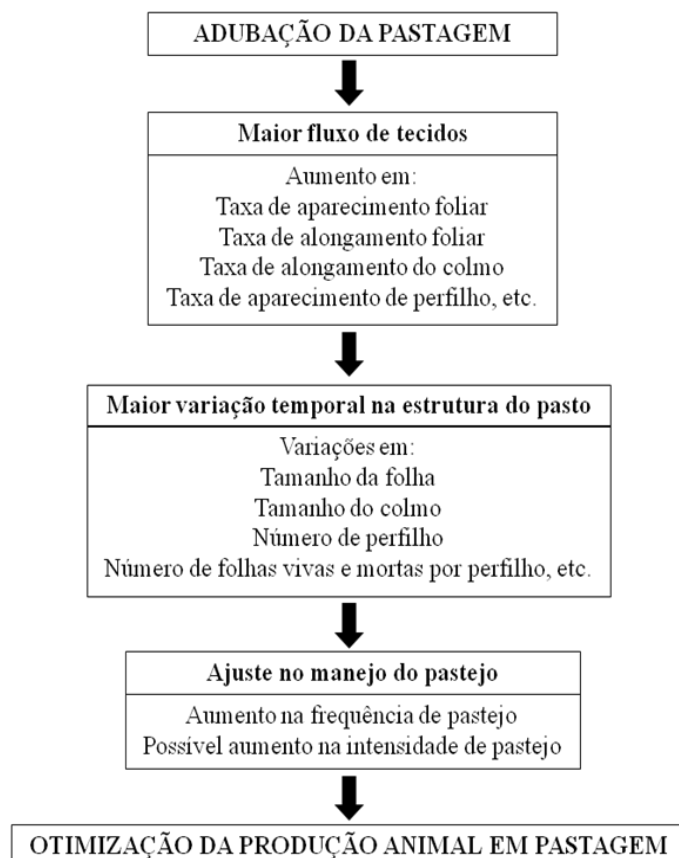 ADUBAÇÃO DA PASTAGEM
Maior fluxo de tecidos
Aumento em:
Taxa de aparecimento foliar
Taxa de alongamento foliar
Taxa de alongamento do colmo
Taxa de aparecimento de perfilho, etc.
Maior variação temporal na estrutura do pasto
Variações em:
Tamanho da folha
Tamanho do colmo
Número de perfilho
Número de folhas vivas e mortas por perfilho, etc.
Ajuste no manejo do pastejo
Aumento na frequência de pastejo
Possível aumento na intensidade de pastejo
OTIMIZAÇÃO DA PRODUÇÃO ANIMAL EM PASTAGEM